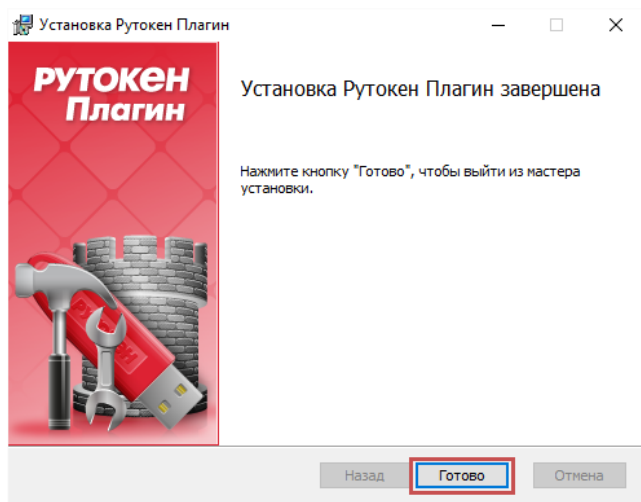 Установка Рутокен Плагин
рутокен
Плагин
Установка Рутокен Плагин завершена
Нажмите кнопку "Готово", чтобы выйти из мастера
установки.
РУТОКЕН
Назад
Готово
Отмена